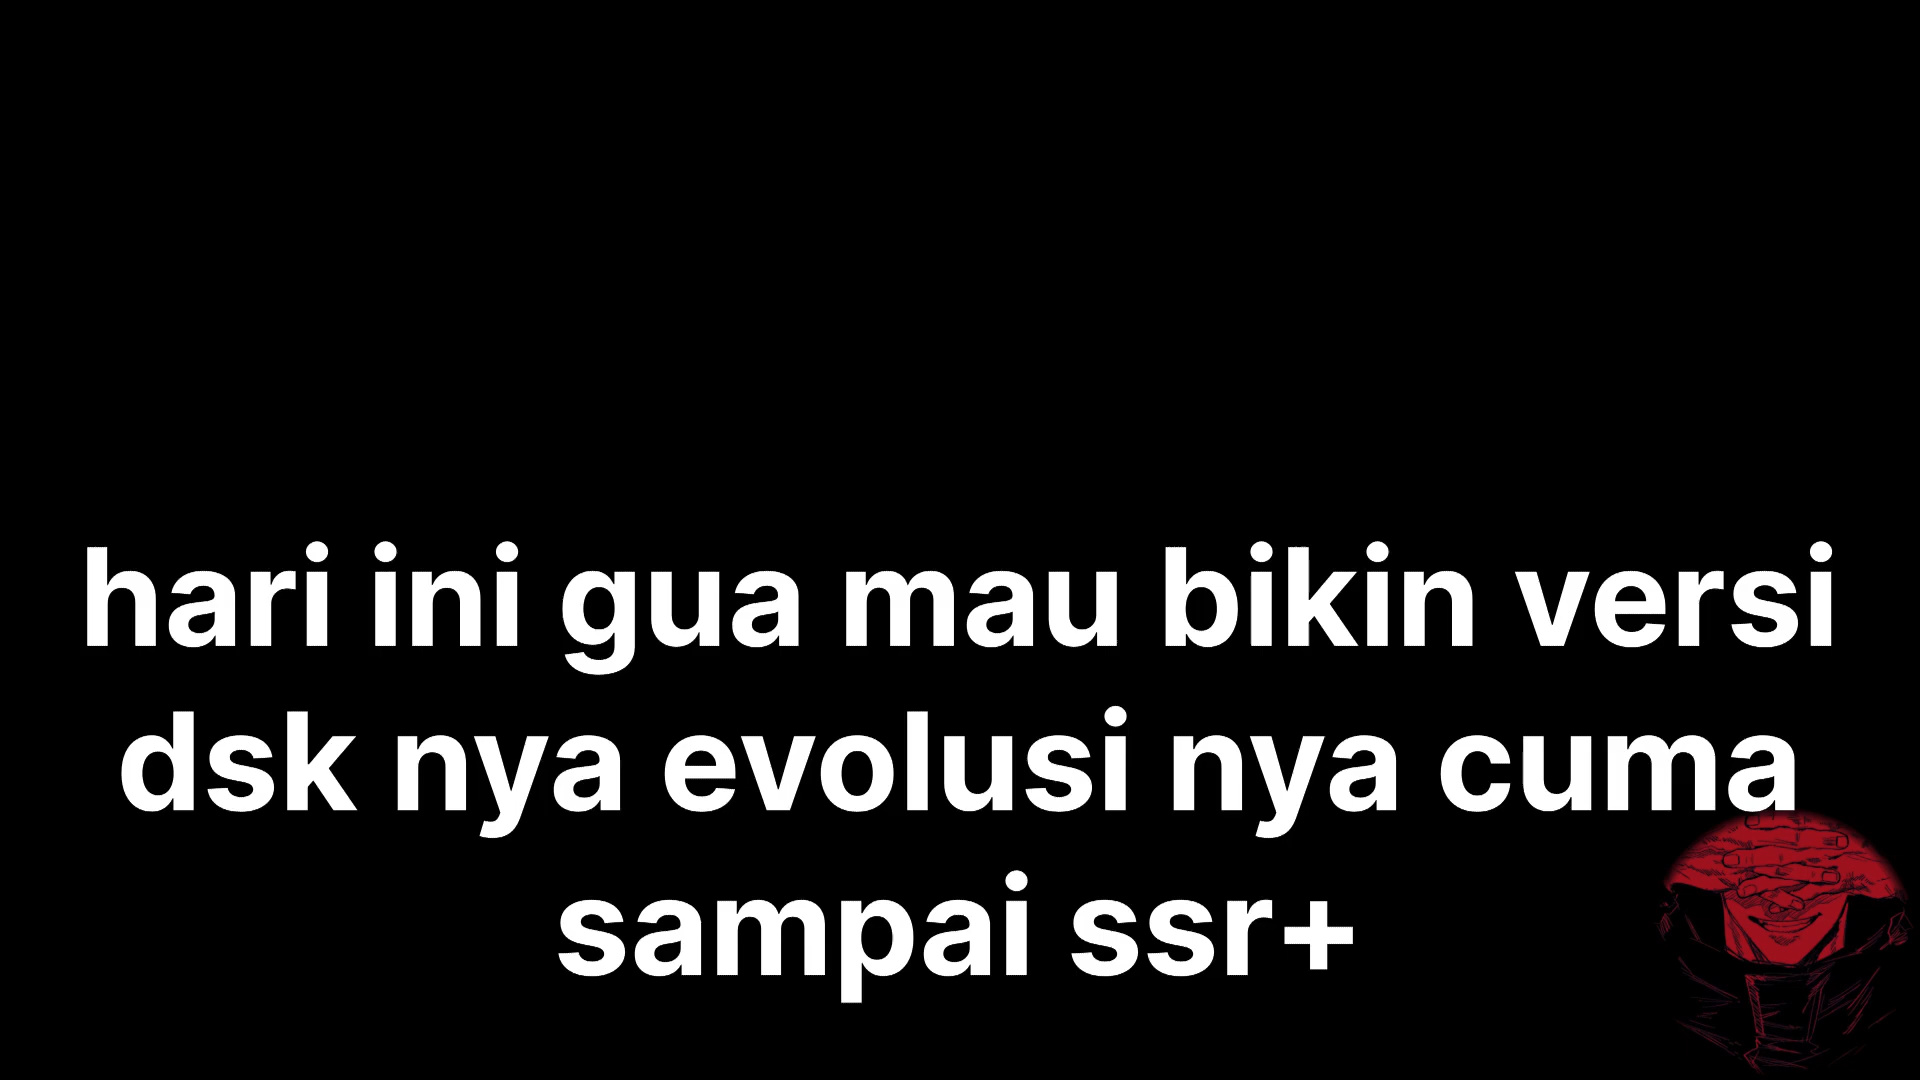 hari ini gua mau bikin versi
dsk nya evolusi nya cuma
sampai ssr+